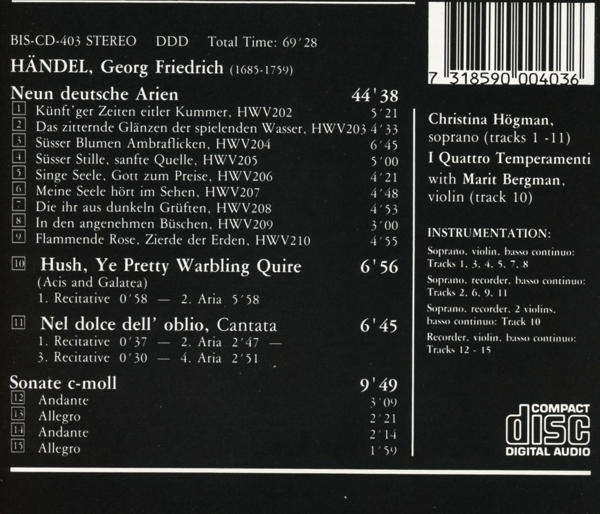 BIS-CD-403 STEREO DDD Total Time: 69'28
HÄNDEL, Georg Friedrich (1685-1759)
Neun deutsche Arien 44'38
1 Künft'ger Zeiten eitler Kummer, HWV202 5'21
2 Das zitternde Glänzen der spielenden Wasser, HWV203 4'33
3 Süsser Blumen Ambraflicken, HWV204 6'45
4 Süsser Stille, sanfte Quelle, HWV205 5'00
5 Singe Seele, Gott zum Preise, HWV206 4'21
6 Meine Seele hört im Sehen, HWV207 4'48
7 Die ihr aus dunkeln Grüften, HWV208 4'53
8 In den angenehmen Büschen, HWV209 3'00
9 Flammende Rose, Zierde der Erden, HWV210 4'55
10 Hush, Ye Pretty Warbling Quire 6'56
(Acis and Galatea)
1. Recitative 0'58 — 2. Aria 5'58
11 Nel dolce dell' oblio, Cantata 6'45
1. Recitative 0'37 — 2. Aria 2'47 —
3. Recitative 0'30 — 4. Aria 2'51
Sonate c-moll 9'49
12 Andante 3'09
13 Allegro 2'21
14 Andante 2'14
15 Allegro 1'59
7 318590 004036
Christina Högman,
soprano (tracks 1 -11)
I Quattro Temperamenti
with Marit Bergman,
violin (track 10)
INSTRUMENTATION:
Soprano, violin, basso continuo:
Tracks 1, 3, 4, 5, 7, 8
Soprano, recorder, basso continuo:
Tracks 2, 6, 9, 11
Soprano, recorder, 2 violins,
basso continuo: Track 10
Recorder, violin, basso continuo:
Tracks 12 - 15
COMPACT
disc
DIGITAL AUDIO